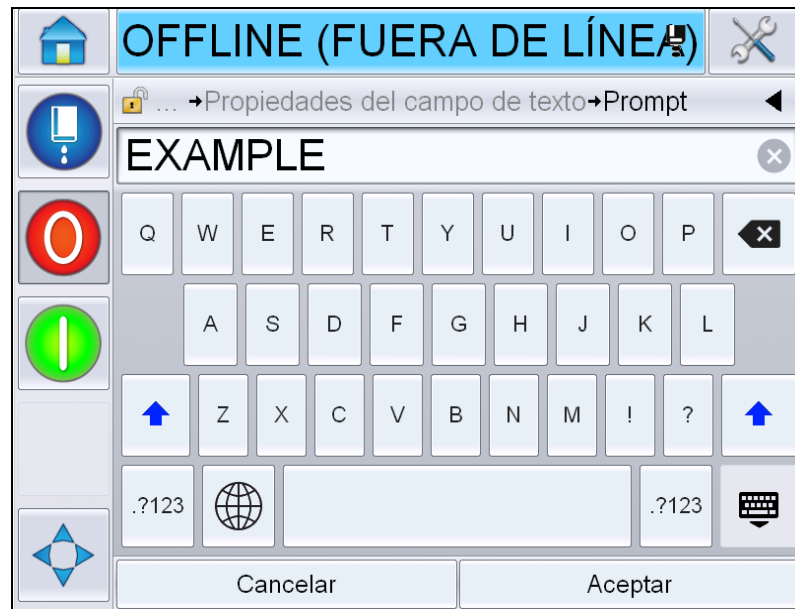 OFFLINE (FUERA DE LÍNEA)
... →Propiedades del campo de texto→Prompt
EXAMPLE
Q W E R T Y U I O P
A S D F G H J K L
Z X C V B N M ! ?
.?123 .?123
Cancelar Aceptar